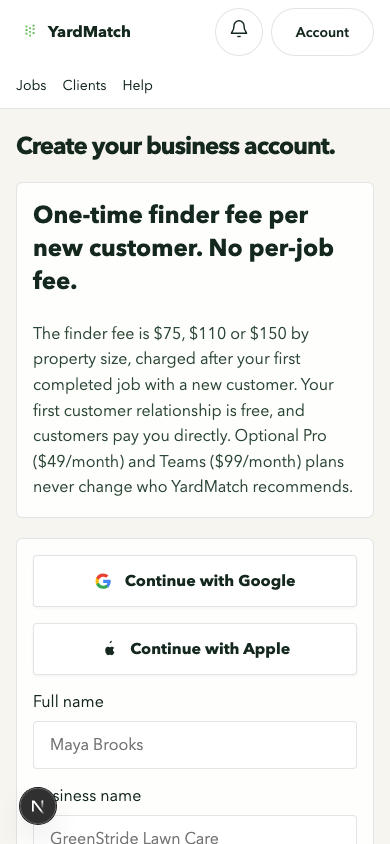 YardMatch
Account
Jobs Clients Help
Create your business account.
One-time finder fee per
new customer. No per-job
fee.
The finder fee is $75, $110 or $150 by
property size, charged after your first
completed job with a new customer. Your
first customer relationship is free, and
customers pay you directly. Optional Pro
($49/month) and Teams ($99/month) plans
never change who YardMatch recommends.
Continue with Google
Continue with Apple
Full name
Maya Brooks
siness name
N
GreenStride Lawn Care